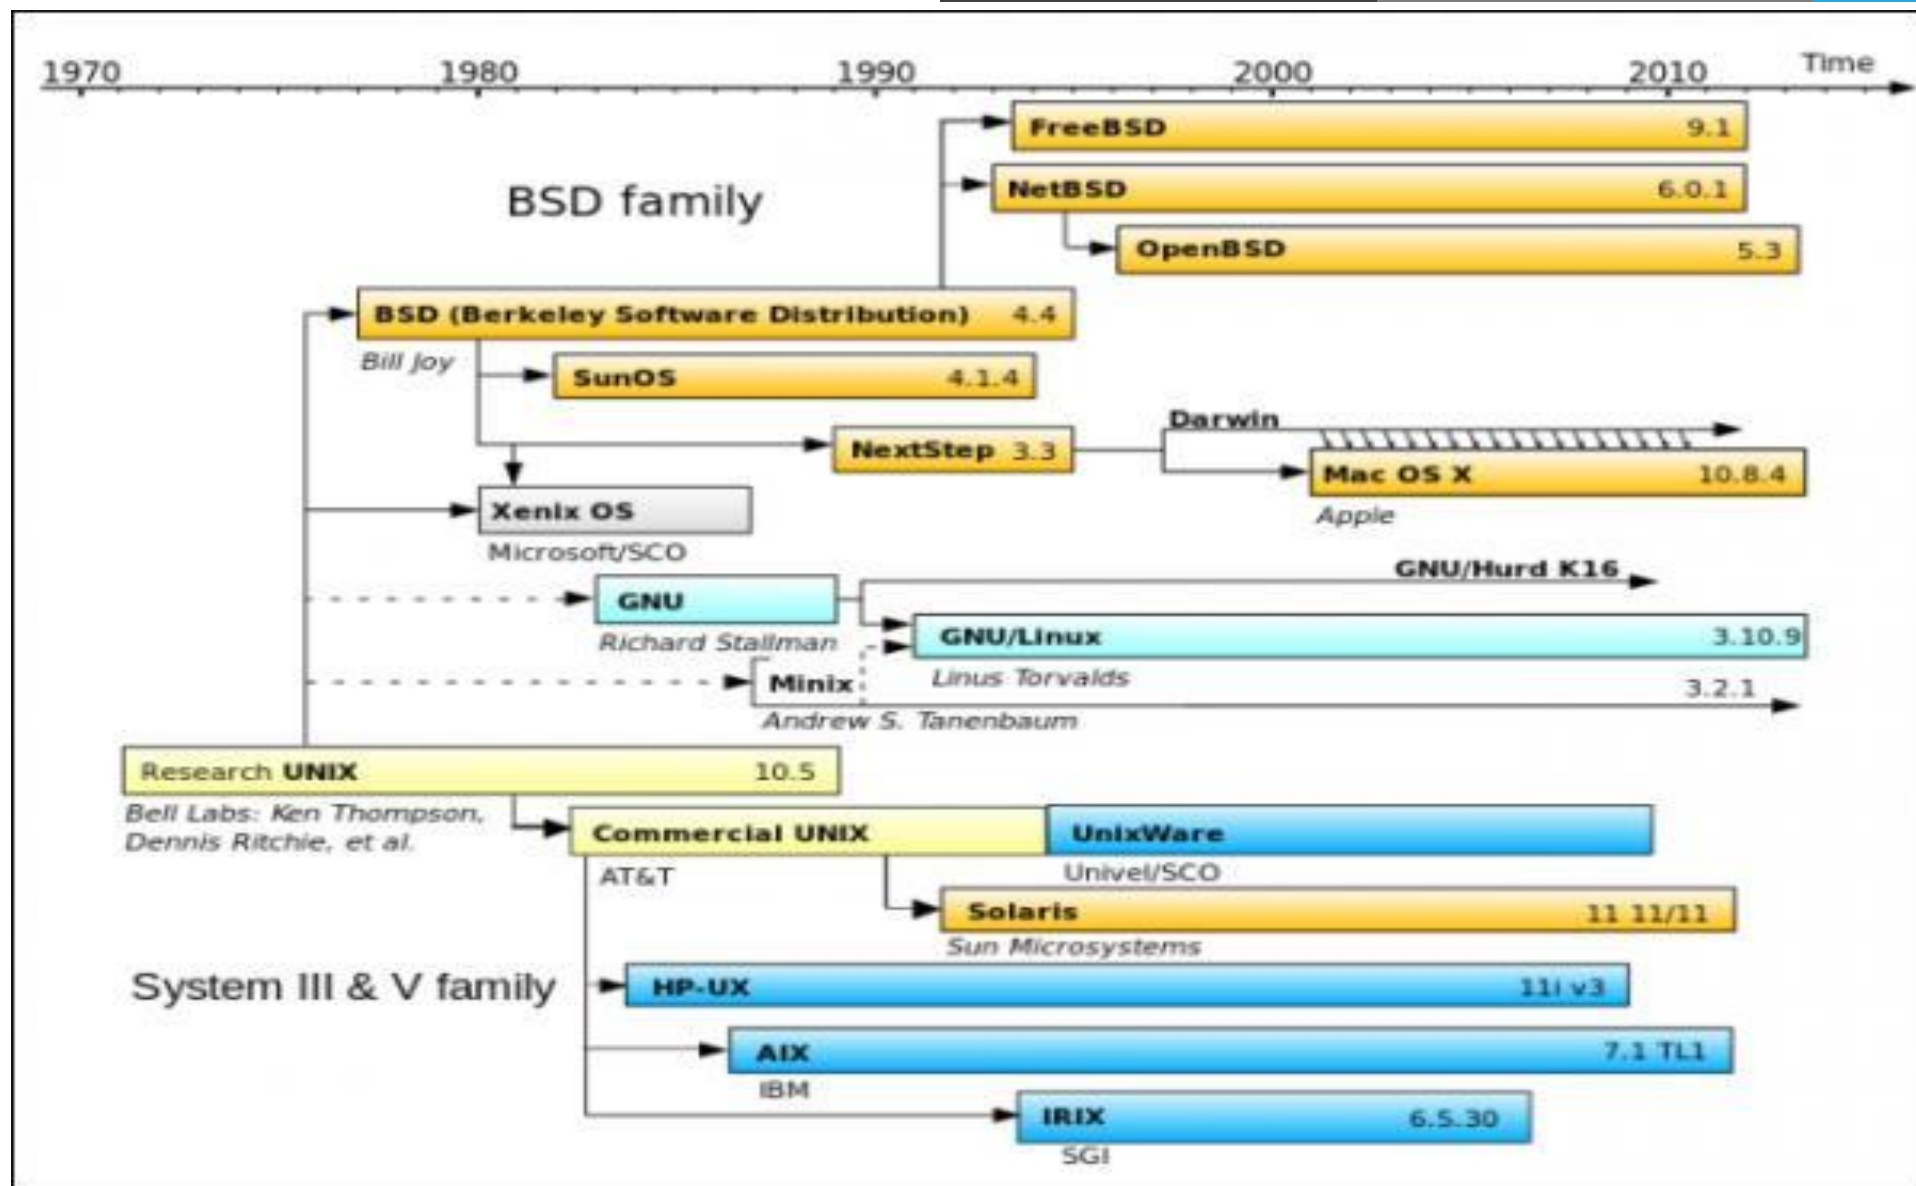 1970 1980 1990 2000 2010 Time
FreeBSD 9.1
NetBSD 6.0.1
BSD family
OpenBSD 5.3
BSD (Berkeley Software Distribution) 4.4
Bill Joy
SunOS 4.1.4
Darwin
NextStep 3.3
Mac OS X 10.8.4
Apple
Xenix OS
Microsoft/SCO
GNU/Hurd K16
GNU
Richard Stallman
GNU/Linux 3.10.9
Linus Torvalds
Minix 3.2.1
Andrew S. Tanenbaum
Research UNIX 10.5
Bell Labs: Ken Thompson,
Dennis Ritchie, et al.
Commercial UNIX
UnixWare
AT&T
Univel/SCO
Solaris 11 11/11
Sun Microsystems
System III & V family
HP-UX 11i v3
AIX 7.1 TL1
IBM
IRIX 6.5.30
SGI